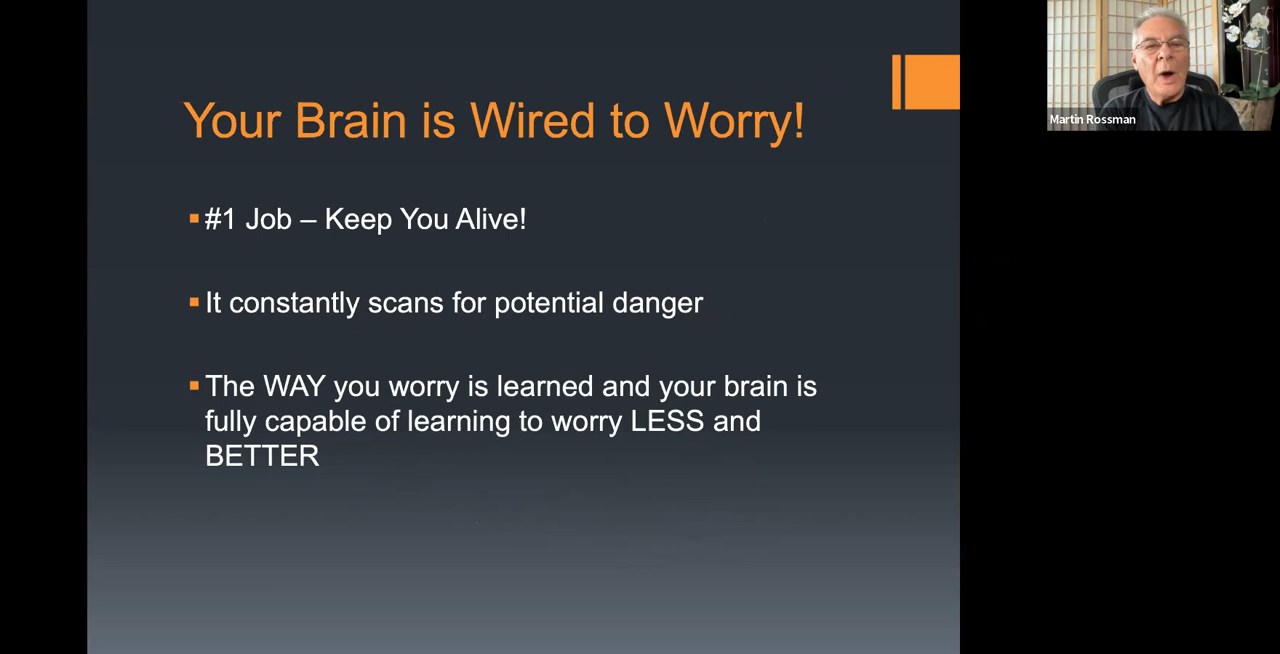 Your Brain is Wired to Worry!
#1 Job – Keep You Alive!
It constantly scans for potential danger
The WAY you worry is learned and your brain is
fully capable of learning to worry LESS and
BETTER
Martin Rossman